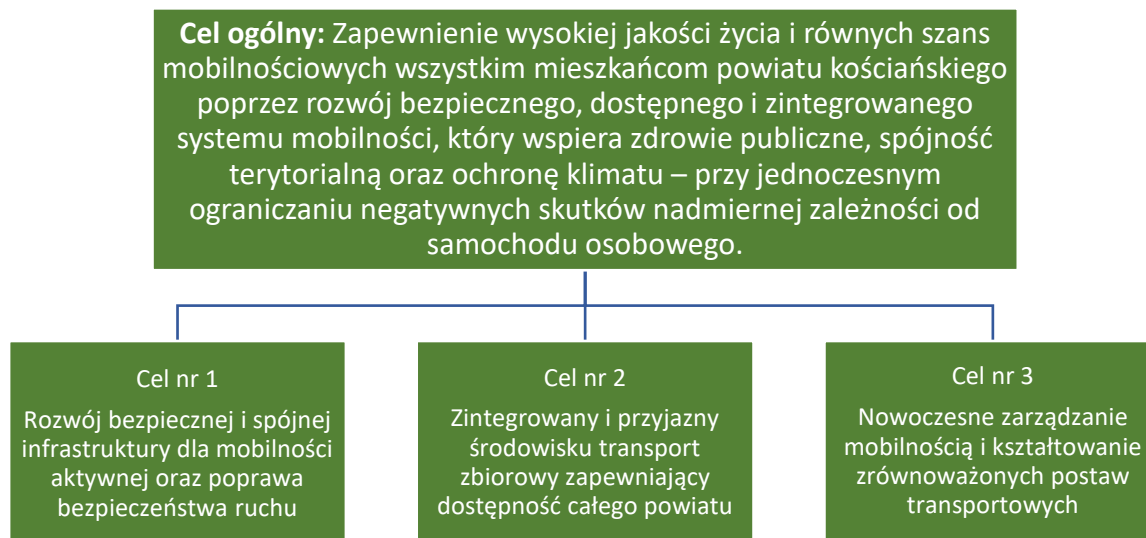 Cel ogólny: Zapewnienie wysokiej jakości życia i równych szans
mobilnościowych wszystkim mieszkańcom powiatu kościańskiego
poprzez rozwój bezpiecznego, dostępnego i zintegrowanego
systemu mobilności, który wspiera zdrowie publiczne, spójność
terytorialną oraz ochronę klimatu – przy jednoczesnym
ograniczaniu negatywnych skutków nadmiernej zależności od
samochodu osobowego.
Cel nr 1
Rozwój bezpiecznej i spójnej
infrastruktury dla mobilności
aktywnej oraz poprawa
bezpieczeństwa ruchu
Cel nr 2
Zintegrowany i przyjazny
środowisku transport
zbiorowy zapewniający
dostępność całego powiatu
Cel nr 3
Nowoczesne zarządzanie
mobilnością i kształtowanie
zrównoważonych postaw
transportowych